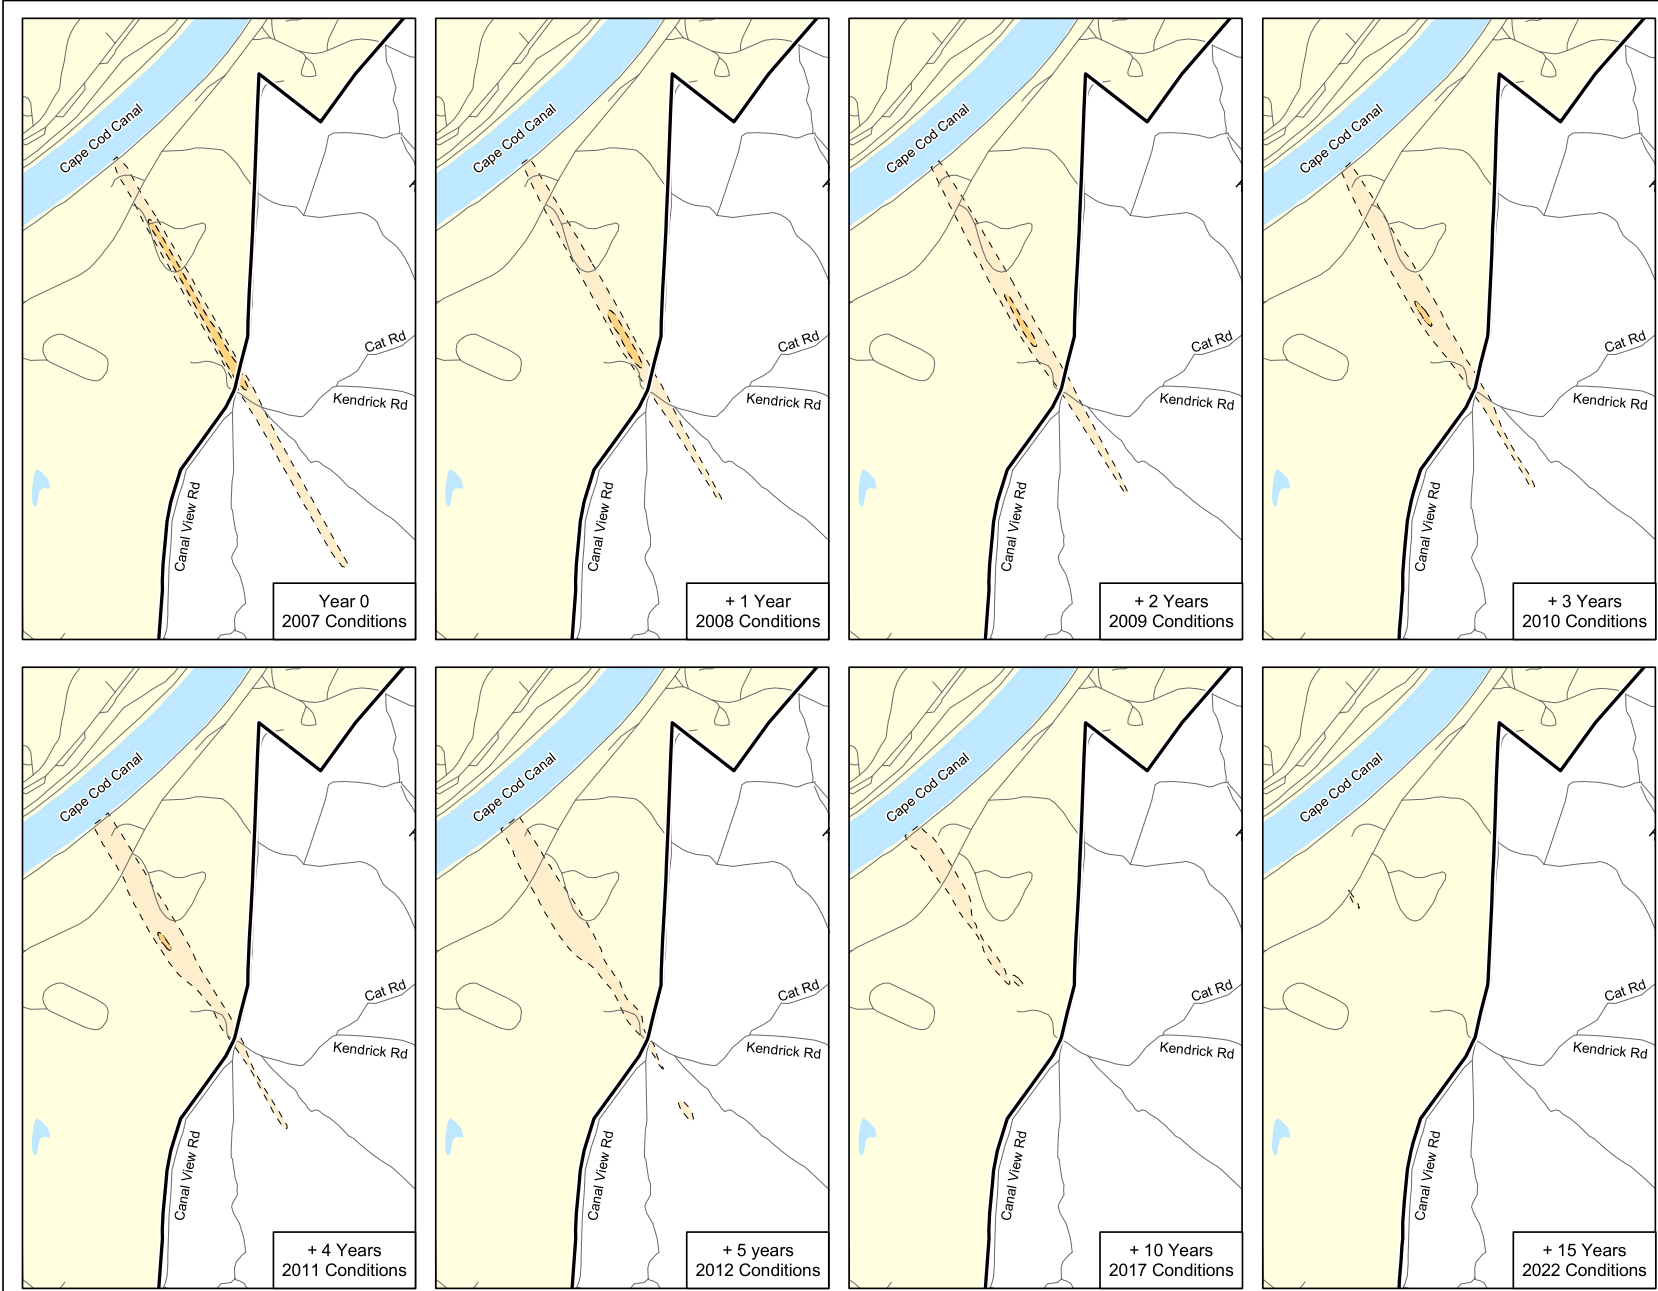 Cape Cod Canal
Cat Rd
Kendrick Rd
Canal View Rd
Year 0
2007 Conditions
Cape Cod Canal
Cat Rd
Kendrick Rd
Canal View Rd
+ 1 Year
2008 Conditions
Cape Cod Canal
Cat Rd
Kendrick Rd
Canal View Rd
+ 2 Years
2009 Conditions
Cape Cod Canal
Cat Rd
Kendrick Rd
Canal View Rd
+ 3 Years
2010 Conditions
Cape Cod Canal
Cat Rd
Kendrick Rd
Canal View Rd
+ 4 Years
2011 Conditions
Cape Cod Canal
Cat Rd
Kendrick Rd
Canal View Rd
+ 5 years
2012 Conditions
Cape Cod Canal
Cat Rd
Kendrick Rd
Canal View Rd
+ 10 Years
2017 Conditions
Cape Cod Canal
Cat Rd
Kendrick Rd
Canal View Rd
+ 15 Years
2022 Conditions